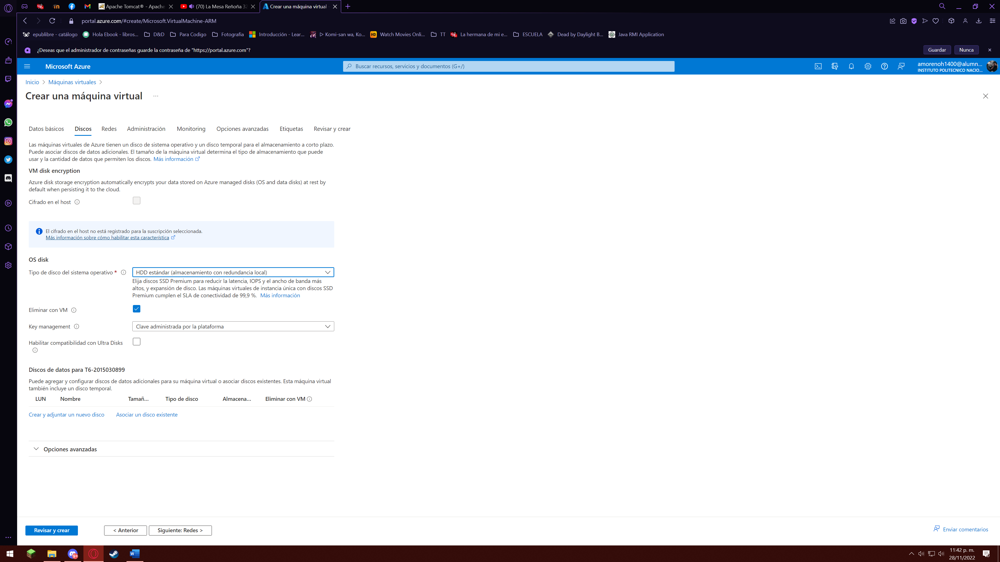 Apache Tomcat® - Apache
(70) La Mesa Reñoña 32
Crear una máquina virtual
portal.azure.com/#create/Microsoft.VirtualMachine-ARM
epublibre - catálogo
Hola Ebook - libros...
D&D
Para Codigo
Fotografia
Introducción - Lear...
▷ Komi-san wa, Ko...
HD
Watch Movies Onli...
TT
La hermana de mi e...
ESCUELA
Dead by Daylight B...
Java RMI Application
¿Deseas que el administrador de contraseñas guarde la contraseña de "https://portal.azure.com"?
Guardar
Nunca
Microsoft Azure
Buscar recursos, servicios y documentos (G+/)
amorenoh1400@alumn...
INSTITUTO POLITECNICO NACIO...
Inicio > Máquinas virtuales >
Crear una máquina virtual ...
Datos básicos
Discos
Redes
Administración
Monitoring
Opciones avanzadas
Etiquetas
Revisar y crear
Las máquinas virtuales de Azure tienen un disco de sistema operativo y un disco temporal para el almacenamiento a corto plazo.
Puede asociar discos de datos adicionales. El tamaño de la máquina virtual determina el tipo de almacenamiento que puede
usar y la cantidad de datos que permiten los discos. Más información
VM disk encryption
Azure disk storage encryption automatically encrypts your data stored on Azure managed disks (OS and data disks) at rest by
default when persisting it to the cloud.
Cifrado en el host
El cifrado en el host no está registrado para la suscripción seleccionada.
Más información sobre cómo habilitar esta característica
OS disk
Tipo de disco del sistema operativo *
HDD estándar (almacenamiento con redundancia local)
Elija discos SSD Premium para reducir la latencia, IOPS y el ancho de banda más
altos, y expansión de disco. Las máquinas virtuales de instancia única con discos SSD
Premium cumplen el SLA de conectividad de 99,9 %. Más información
Eliminar con VM
Key management
Clave administrada por la plataforma
Habilitar compatibilidad con Ultra Disks
Discos de datos para T6-2015030899
Puede agregar y configurar discos de datos adicionales para su máquina virtual o asociar discos existentes. Esta máquina virtual
también incluye un disco temporal.
LUN
Nombre
Tamañ...
Tipo de disco
Almacena...
Eliminar con VM
Crear y adjuntar un nuevo disco
Asociar un disco existente
Opciones avanzadas
Revisar y crear
< Anterior
Siguiente: Redes >
Enviar comentarios
9+
W
11:42 p. m.
28/11/2022